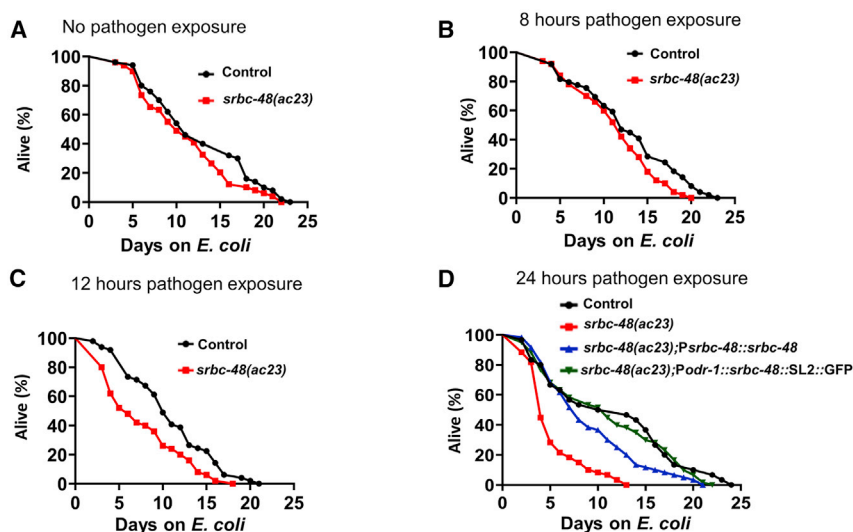 A
No pathogen exposure
Control
srbc-48(ac23)
Alive (%)
100
80
60
40
20
0
0 5 10 15 20 25
Days on E. coli
B
8 hours pathogen exposure
Control
srbc-48(ac23)
Alive (%)
100
80
60
40
20
0
0 5 10 15 20 25
Days on E. coli
C
12 hours pathogen exposure
Control
srbc-48(ac23)
Alive (%)
100
80
60
40
20
0
0 5 10 15 20 25
Days on E. coli
D
24 hours pathogen exposure
Control
srbc-48(ac23)
srbc-48(ac23);Psrbc-48::srbc-48
srbc-48(ac23);Podr-1::srbc-48::SL2::GFP
Alive (%)
100
80
60
40
20
0
0 5 10 15 20 25
Days on E. coli